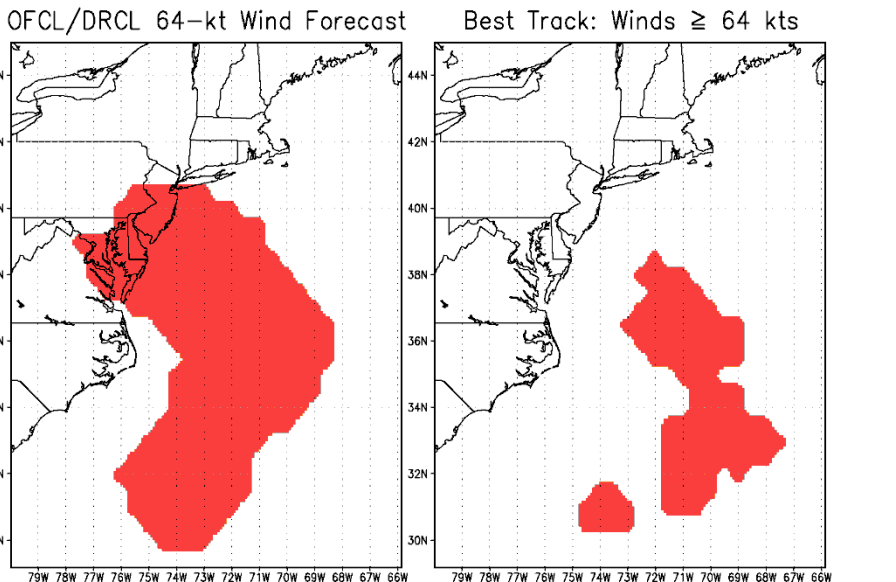 OFCL/DRCL 64-kt Wind Forecast
N
N
N
N
N
N
N
N
79W 78W 77W 76W 75W 74W 73W 72W 71W 70W 69W 68W 67W 66W
Best Track: Winds ≧ 64 kts
44N
42N
40N
38N
36N
34N
32N
30N
79W 78W 77W 76W 75W 74W 73W 72W 71W 70W 69W 68W 67W 66W